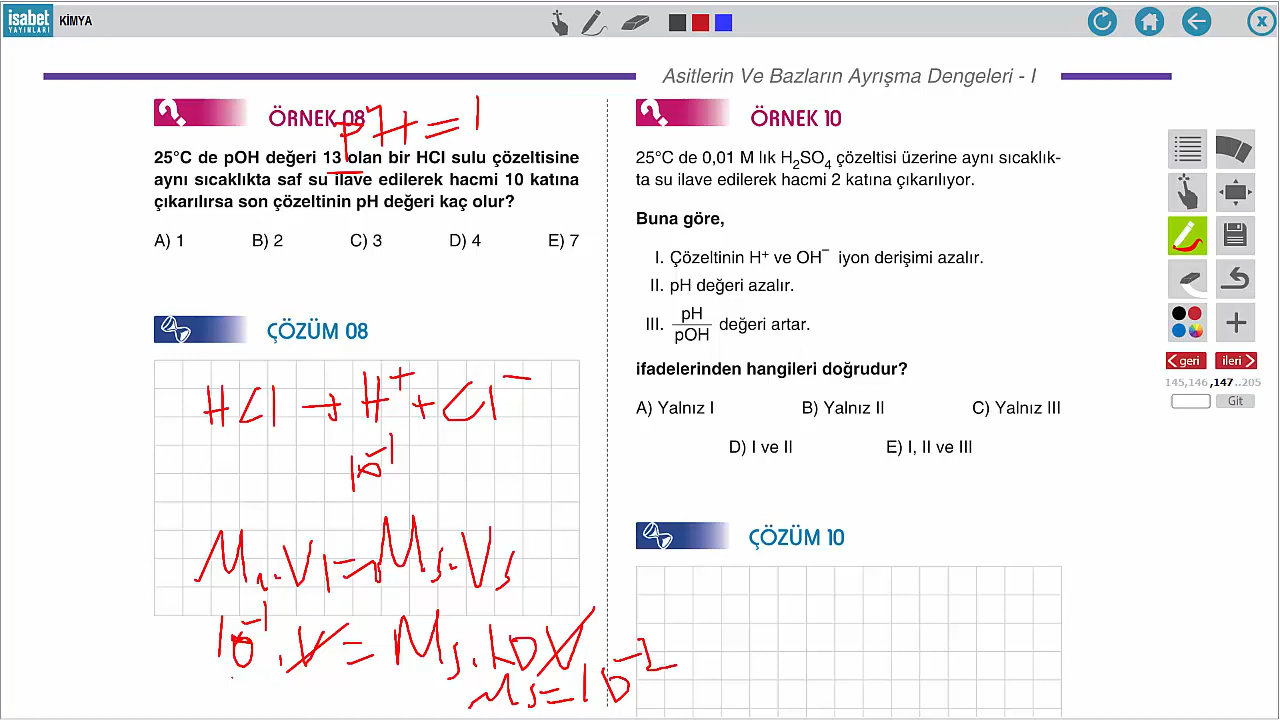 isabet
YAYINLARI
KİMYA
Asitlerin Ve Bazların Ayrışma Dengeleri - I
ÖRNEK 08
pH = 1
25°C de pOH değeri 13 olan bir HCl sulu çözeltisine
aynı sıcaklıkta saf su ilave edilerek hacmi 10 katına
çıkarılırsa son çözeltinin pH değeri kaç olur?
A) 1 B) 2 C) 3 D) 4 E) 7
ÇÖZÜM 08
HCl → H⁺ + Cl⁻
10⁻¹
M₁.V₁ = Ms.Vs
10⁻¹.V = Ms.10V
Ms = 10⁻²
ÖRNEK 10
25°C de 0,01 M lık H₂SO₄ çözeltisi üzerine aynı sıcaklık-
ta su ilave edilerek hacmi 2 katına çıkarılıyor.
Buna göre,
I. Çözeltinin H⁺ ve OH⁻ iyon derişimi azalır.
II. pH değeri azalır.
III. pH/pOH değeri artar.
ifadelerinden hangileri doğrudur?
A) Yalnız I B) Yalnız II C) Yalnız III
D) I ve II E) I, II ve III
ÇÖZÜM 10
geri ileri
145,146,147..205
Git